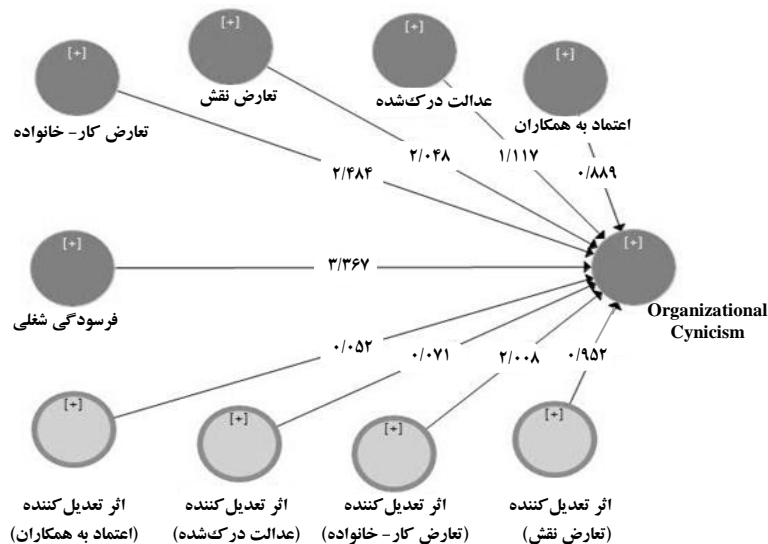 [+]
[+]
[+]
[+]
تعارض کار- خانواده
تعارض نقش
عدالت درک‌شده
اعتماد به همکاران
۲/۴۸۴
۲/۰۴۸
۱/۱۱۷
۰/۸۸۹
[+]
۳/۳۶۷
[+]
فرسودگی شغلی
Organizational
Cynicism
۰/۰۵۲
۰/۰۷۱
۲/۰۰۸
۰/۹۵۲
[+]
[+]
[+]
[+]
اثر تعدیل‌کننده
(اعتماد به همکاران)
اثر تعدیل‌کننده
(عدالت درک‌شده)
اثر تعدیل‌کننده
(تعارض کار- خانواده)
اثر تعدیل‌کننده
(تعارض نقش)